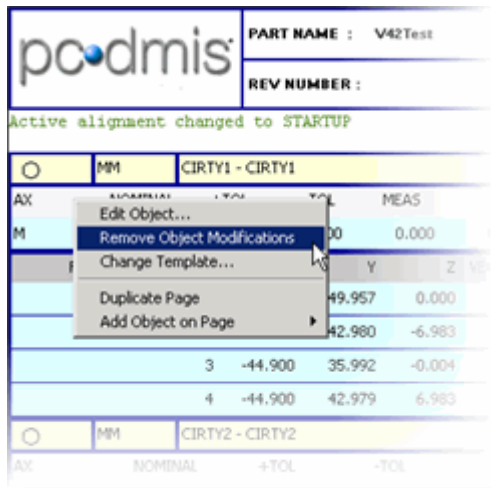 pc dmis
PART NAME : V42Test
REV NUMBER :
Active alignment changed to STARTUP
MM CIRTY1 - CIRTY1
AX NOMINAL +TOL TOL MEAS
M 00 0.000
Edit Object...
Remove Object Modifications
Change Template...
Duplicate Page
Add Object on Page
Y Z
49.957 0.000
42.980 -6.983
3 -44.900 35.992 -0.004
4 -44.900 42.979 6.983
MM CIRTY2 - CIRTY2
AX NOMINAL +TOL -TOL